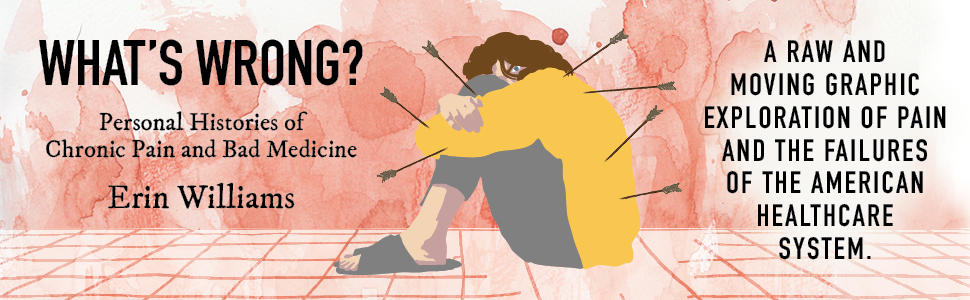 WHAT'S WRONG?
Personal Histories of
Chronic Pain and Bad Medicine
Erin Williams
A RAW AND
MOVING GRAPHIC
EXPLORATION OF PAIN
AND THE FAILURES
OF THE AMERICAN
HEALTHCARE
SYSTEM.